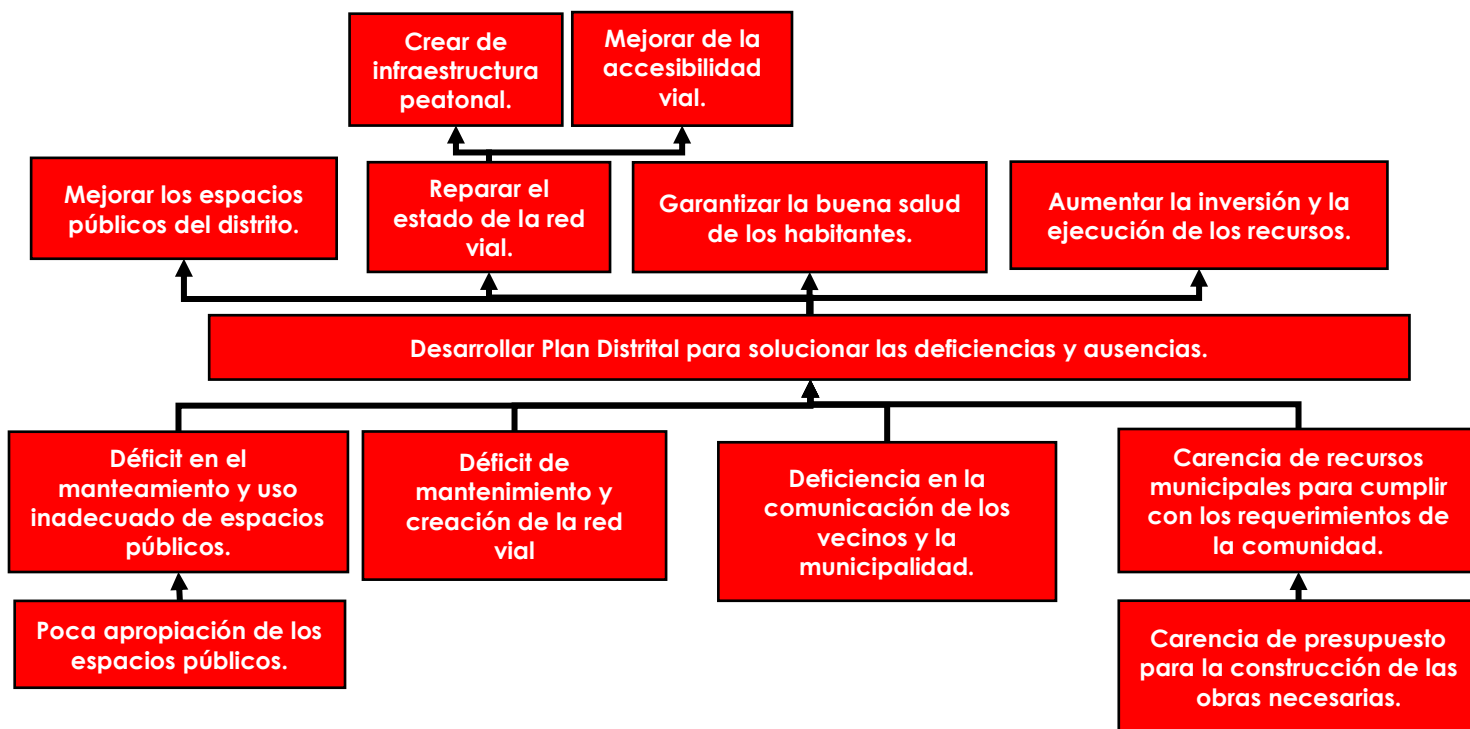 Crear de
infraestructura
peatonal.
Mejorar de la
accesibilidad
vial.
Mejorar los espacios
públicos del distrito.
Reparar el
estado de la red
vial.
Garantizar la buena salud
de los habitantes.
Aumentar la inversión y la
ejecución de los recursos.
Desarrollar Plan Distrital para solucionar las deficiencias y ausencias.
Déficit en el
manteamiento y uso
inadecuado de espacios
públicos.
Déficit de
mantenimiento y
creación de la red
vial
Deficiencia en la
comunicación de los
vecinos y la
municipalidad.
Carencia de recursos
municipales para cumplir
con los requerimientos de
la comunidad.
Poca apropiación de los
espacios públicos.
Carencia de presupuesto
para la construcción de las
obras necesarias.